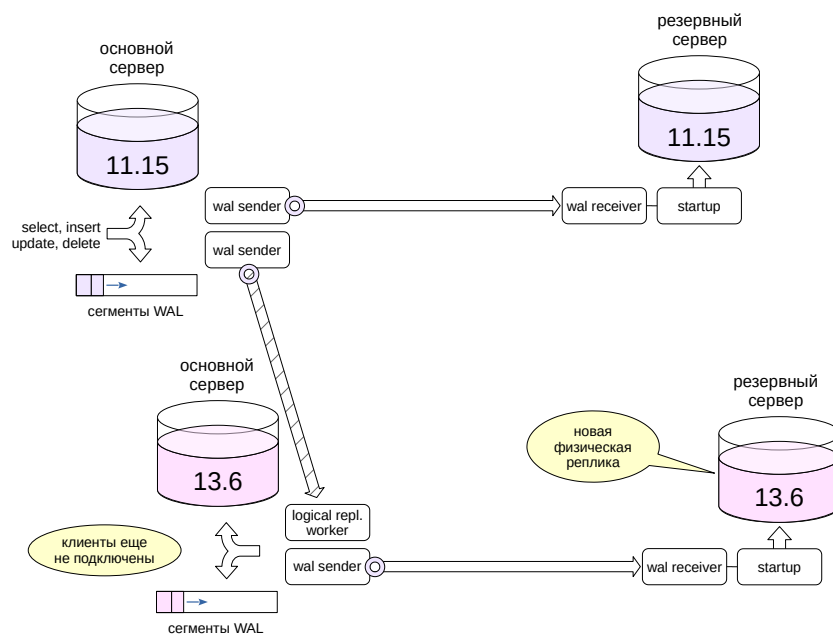 основной
сервер
11.15
резервный
сервер
11.15
wal sender
wal receiver
startup
select, insert
update, delete
wal sender
сегменты WAL
основной
сервер
13.6
резервный
сервер
новая
физическая
реплика
13.6
logical repl.
worker
клиенты еще
не подключены
wal sender
wal receiver
startup
сегменты WAL